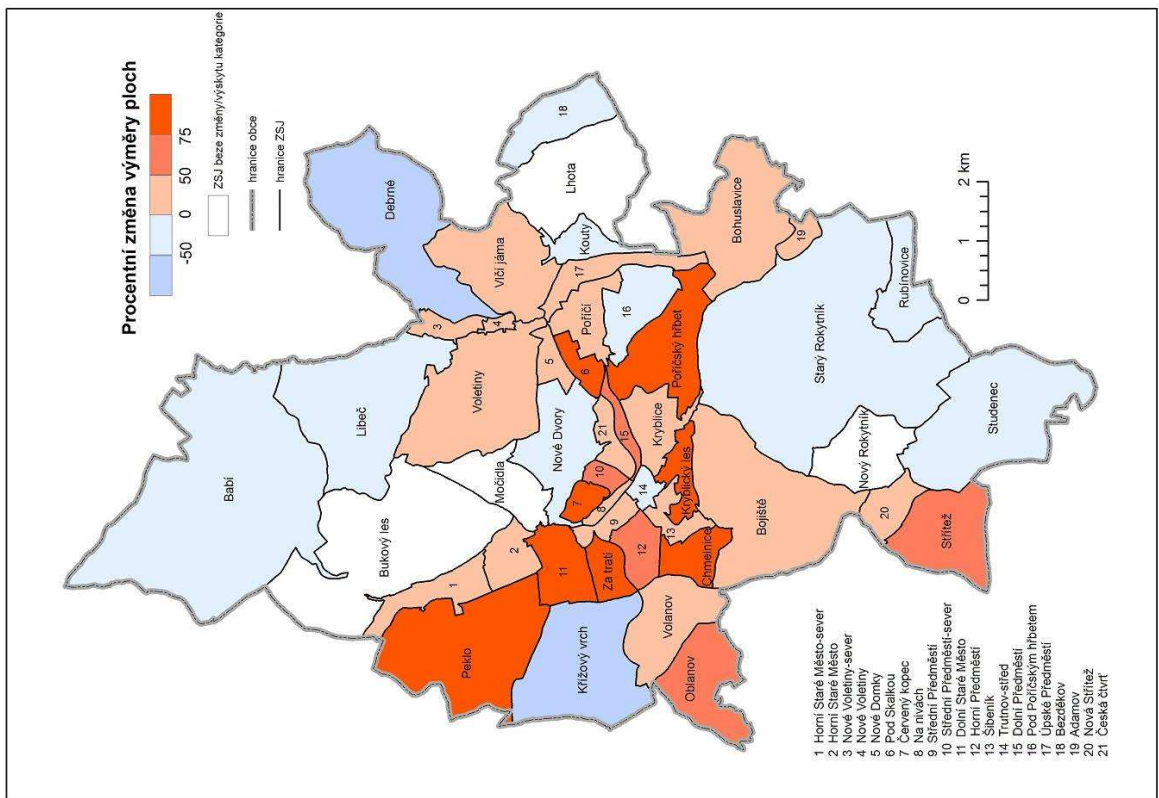 Procentní změna výměry ploch
-50
0
50
75
ZSJ beze změny/výskytu kategorie
hranice obce
hranice ZSJ
Babí
Libeč
Debrné
18
Lhota
Vlčí jáma
Kouty
17
3
4
Voletiny
5
Poříčí
16
6
Bohuslavice
19
Poříčský hřbet
Bukový les
Močidla
Nové Dvory
21
15
10
7
8
Kryblice
14
Kryblický les
Starý Rokytník
Rubínovice
1
2
11
9
Za tratí
12
13
Chmelnice
Bojiště
Nový Rokytník
Studenec
20
Střítež
Peklo
Křížový vrch
Volanov
Oblanov
0 1 2 km
1 Horní Staré Město-sever
2 Horní Staré Město
3 Nové Voletiny-sever
4 Nové Voletiny
5 Nové Domky
6 Pod Skalkou
7 Červený kopec
8 Na nivách
9 Střední Předměstí
10 Střední Předměstí-sever
11 Dolní Staré Město
12 Horní Předměstí
13 Šibeník
14 Trutnov-střed
15 Dolní Předměstí
16 Pod Poříčským hřbetem
17 Úpské Předměstí
18 Bezděkov
19 Adamov
20 Nová Střítež
21 Česká čtvrť